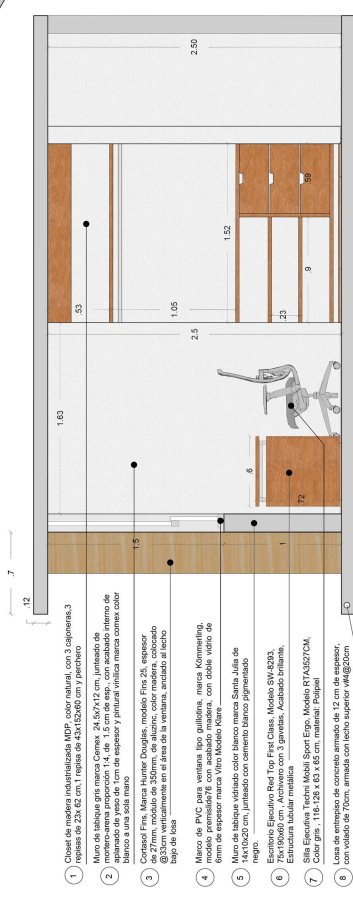 1 Closet de madera industrializada MDP, color natural, con 3 cajoneras,3
repisas de 23x 62 cm,1 repisa de 43x152x60 cm y perchero
2 Muro de tabique gris marca Cemex 24.5x7x12 cm, junteado de
mortero-arena proporción 1:4, de 1.5 cm de esp., con acabado interno de
aplanado de yeso de 1cm de espesor y pintural vinílica marca comex color
blanco a una sola mano
3 Cortasol Fins, Marca Hunter Douglas, modelo Fins 25, espesor
de 27mm, modulo de 350mm de aluzinc, color madera, colocado
@33cm verticalmente en el área de la ventana, anclado al lecho
bajo de losa
4 Marco de PVC para ventana tipo guillotina, marca Kömmerling,
modelo premislide76 con acabado madera, con doble vidrio de
6mm de espesor marca Vitro Modelo Klare
5 Muro de tabique vidriado color blanco marca Santa Julia de
14x10x20 cm, junteado con cemento blanco pigmentado
negro.
6 Escritorio Ejecutivo Red Top First Class, Modelo SW-8293,
75x190x60 cm , Archivero con 3 gavetas, Acabado brillante,
Estructura tubular metálica
7 Silla Ejecutiva Techni Mobili Sport Ergo, Modelo RTA3527CM,
Color gris , 116-126 x 63 x 65 cm, material: Polipiel
8 Losa de entrepiso de concreto armado de 12 cm de espesor,
con volado de 70cm, armada con lecho superior v#4@20cm
.7
.12
1.63
.53
2.50
1.05
2.5
1.52
1.5
.6
.23
.9
.59
.72
1